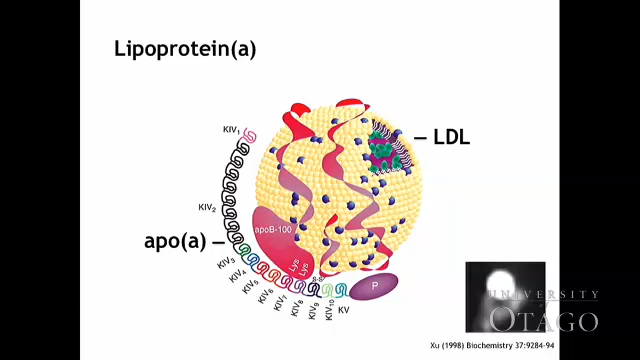 Lipoprotein(a)
KIV1
LDL
KIV2
apoB-100
apo(a)
KIV3
Lys
Lys
KIV4
S-S
KIV5
P
KIV6
KIV7
KIV8
KIV9
KIV10
KV
UNIVERSITY
OTAGO
Xu (1998) Biochemistry 37:9284-94